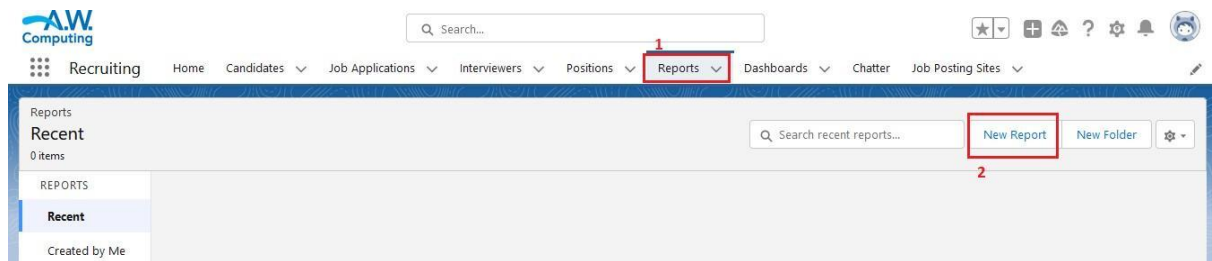 A.W.
Computing
Search...
1
Recruiting Home Candidates Job Applications Interviewers Positions Reports Dashboards Chatter Job Posting Sites
Reports
Recent
0 items
Search recent reports...
New Report
New Folder
2
REPORTS
Recent
Created by Me